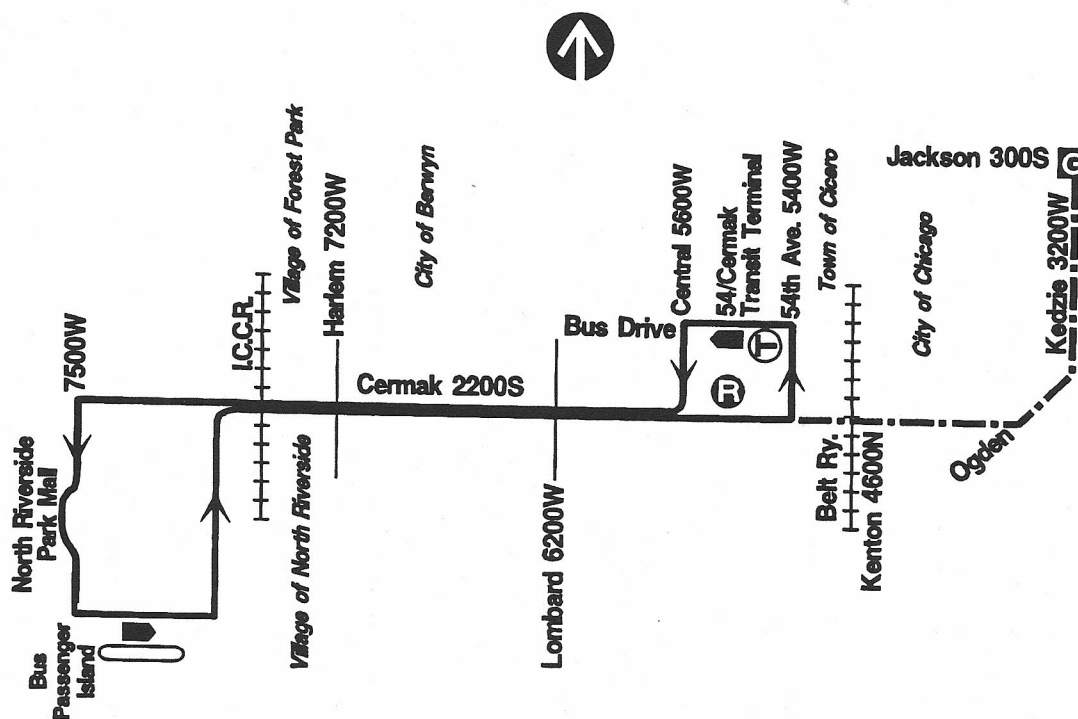 North Riverside
Park Mall
Bus
Passenger
Island
7500W
I.C.C.R.
Village of Forest Park
Village of North Riverside
Harlem 7200W
City of Berwyn
Cermak 2200S
Lombard 6200W
Bus Drive
Central 5600W
54/Cermak
Transit Terminal
R
T
54th Ave. 5400W
Town of Cicero
Belt Ry.
Kenton 4600N
City of Chicago
Ogden
Jackson 300S
Kedzie 3200W